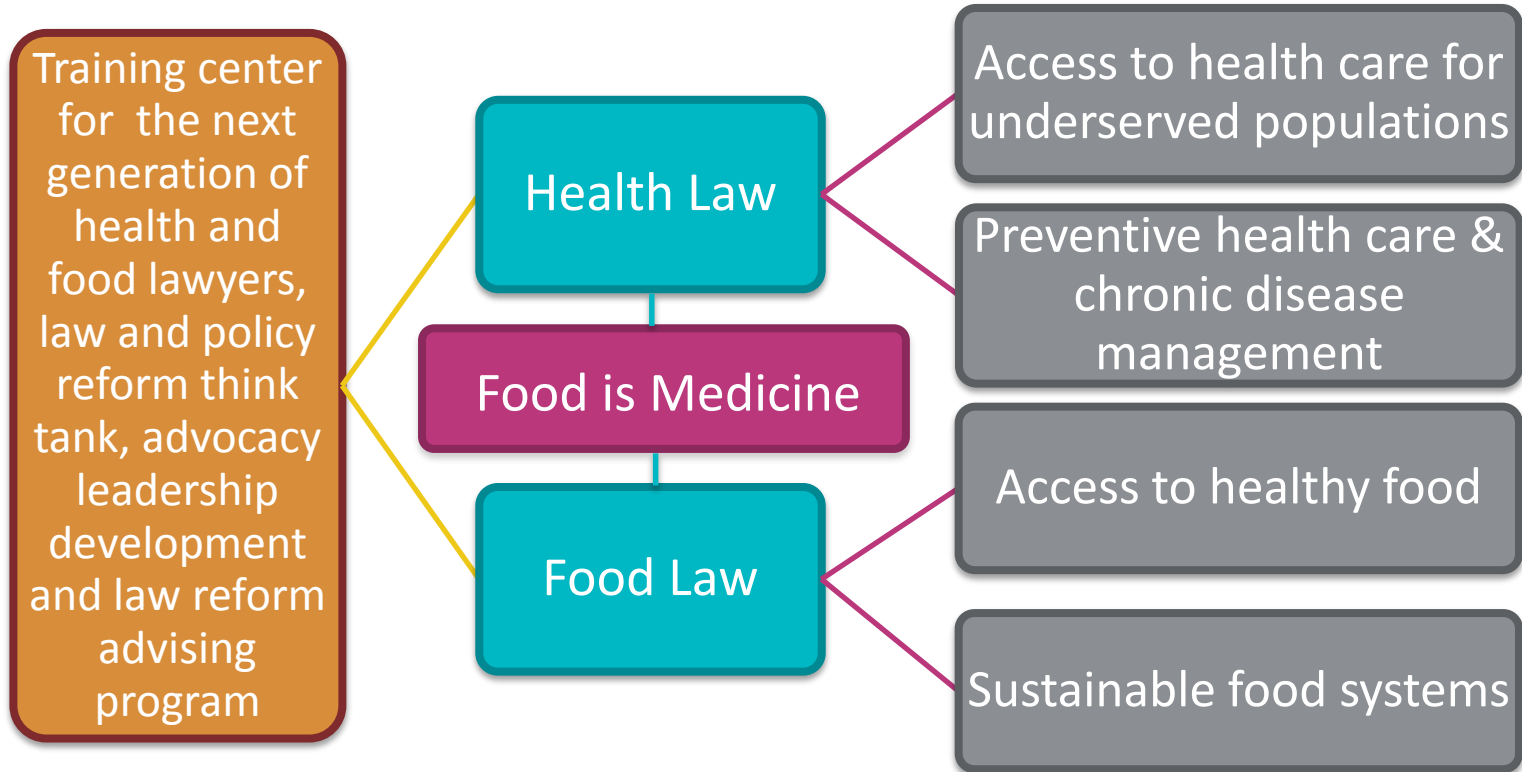 Training center
for  the next
generation of
health and
food lawyers,
law and policy
reform think
tank, advocacy
leadership
development
and law reform
advising
program
Health Law
Food is Medicine
Food Law
Access to health care for
underserved populations
Preventive health care &
chronic disease
management
Access to healthy food
Sustainable food systems